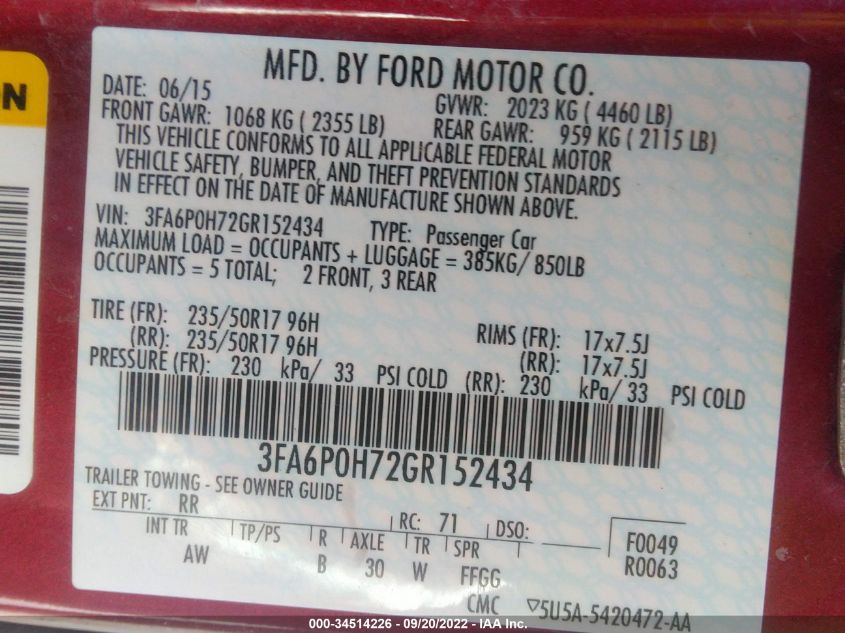 ON
MFD. BY FORD MOTOR CO.
DATE: 06/15 GVWR: 2023 KG ( 4460 LB)
FRONT GAWR: 1068 KG ( 2355 LB) REAR GAWR: 959 KG ( 2115 LB)
THIS VEHICLE CONFORMS TO ALL APPLICABLE FEDERAL MOTOR
VEHICLE SAFETY, BUMPER, AND THEFT PREVENTION STANDARDS
IN EFFECT ON THE DATE OF MANUFACTURE SHOWN ABOVE.
VIN: 3FA6P0H72GR152434 TYPE: Passenger Car
MAXIMUM LOAD = OCCUPANTS + LUGGAGE = 385KG/ 850LB
OCCUPANTS = 5 TOTAL; 2 FRONT, 3 REAR
TIRE (FR): 235/50R17 96H RIMS (FR): 17x7.5J
(RR): 235/50R17 96H (RR): 17x7.5J
PRESSURE (FR): 230 kPa/ 33 PSI COLD (RR): 230 kPa/ 33 PSI COLD
3FA6P0H72GR152434
TRAILER TOWING - SEE OWNER GUIDE
EXT PNT: RR RC: 71 DSO:
INT TR TP/PS R AXLE TR SPR F0049
AW B 30 W FFGG R0063
CMC ▽5U5A-5420472-AA
000-34514226 - 09/20/2022 - IAA Inc.